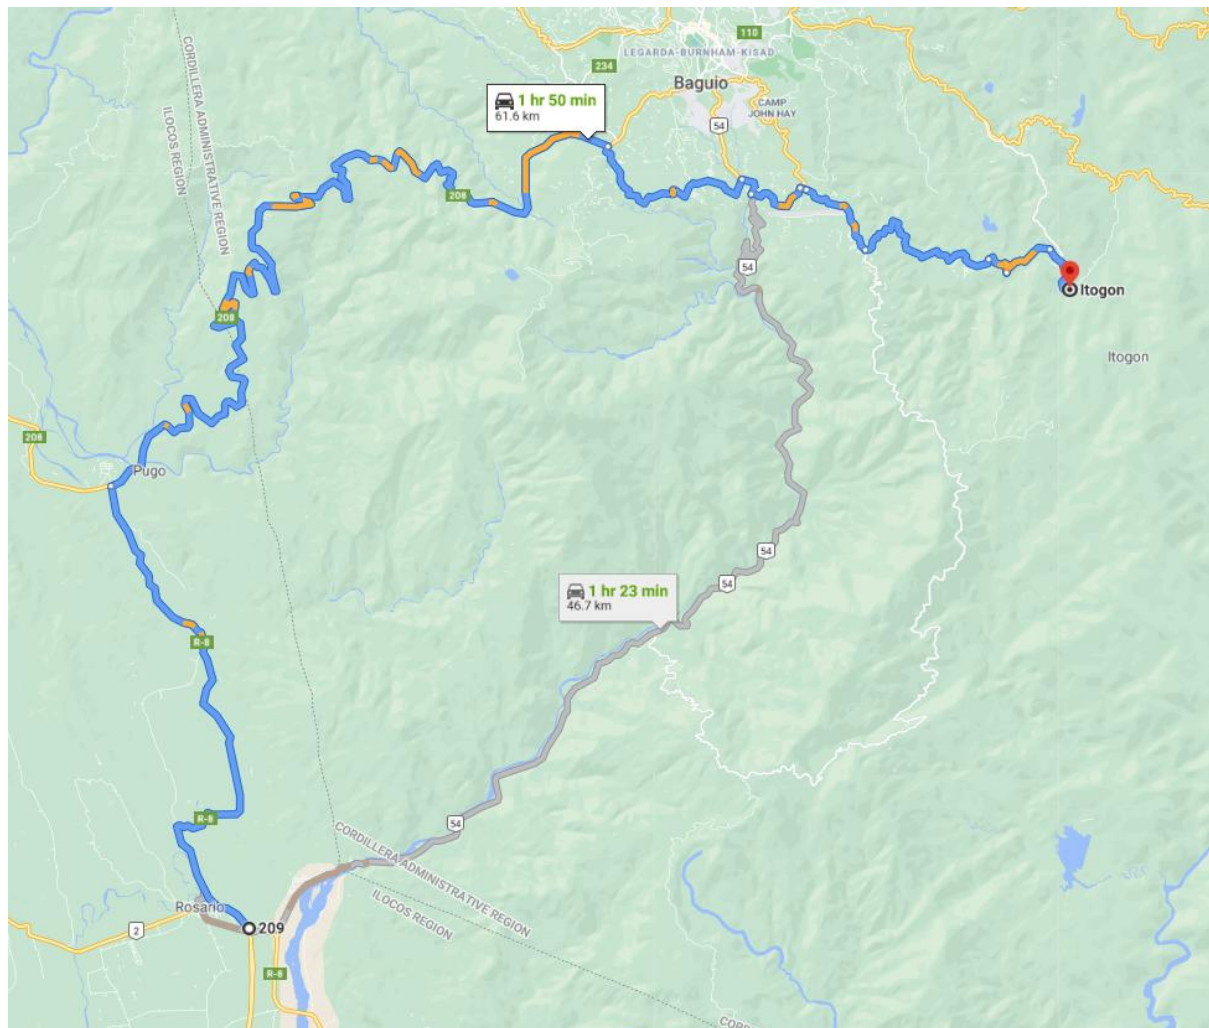 110
LEGARDA-BURNHAM-KISAD
234
Baguio
1 hr 50 min
61.6 km
CAMP
JOHN HAY
54
CORDILLERA ADMINISTRATIVE REGION
ILOCOS REGION
208
54
Itogon
208
Itogon
208
Pugo
54
54
1 hr 23 min
46.7 km
R-8
R-8
54
CORDILLERA ADMINISTRATIVE REGION
ILOCOS REGION
Rosario
209
2
R-8